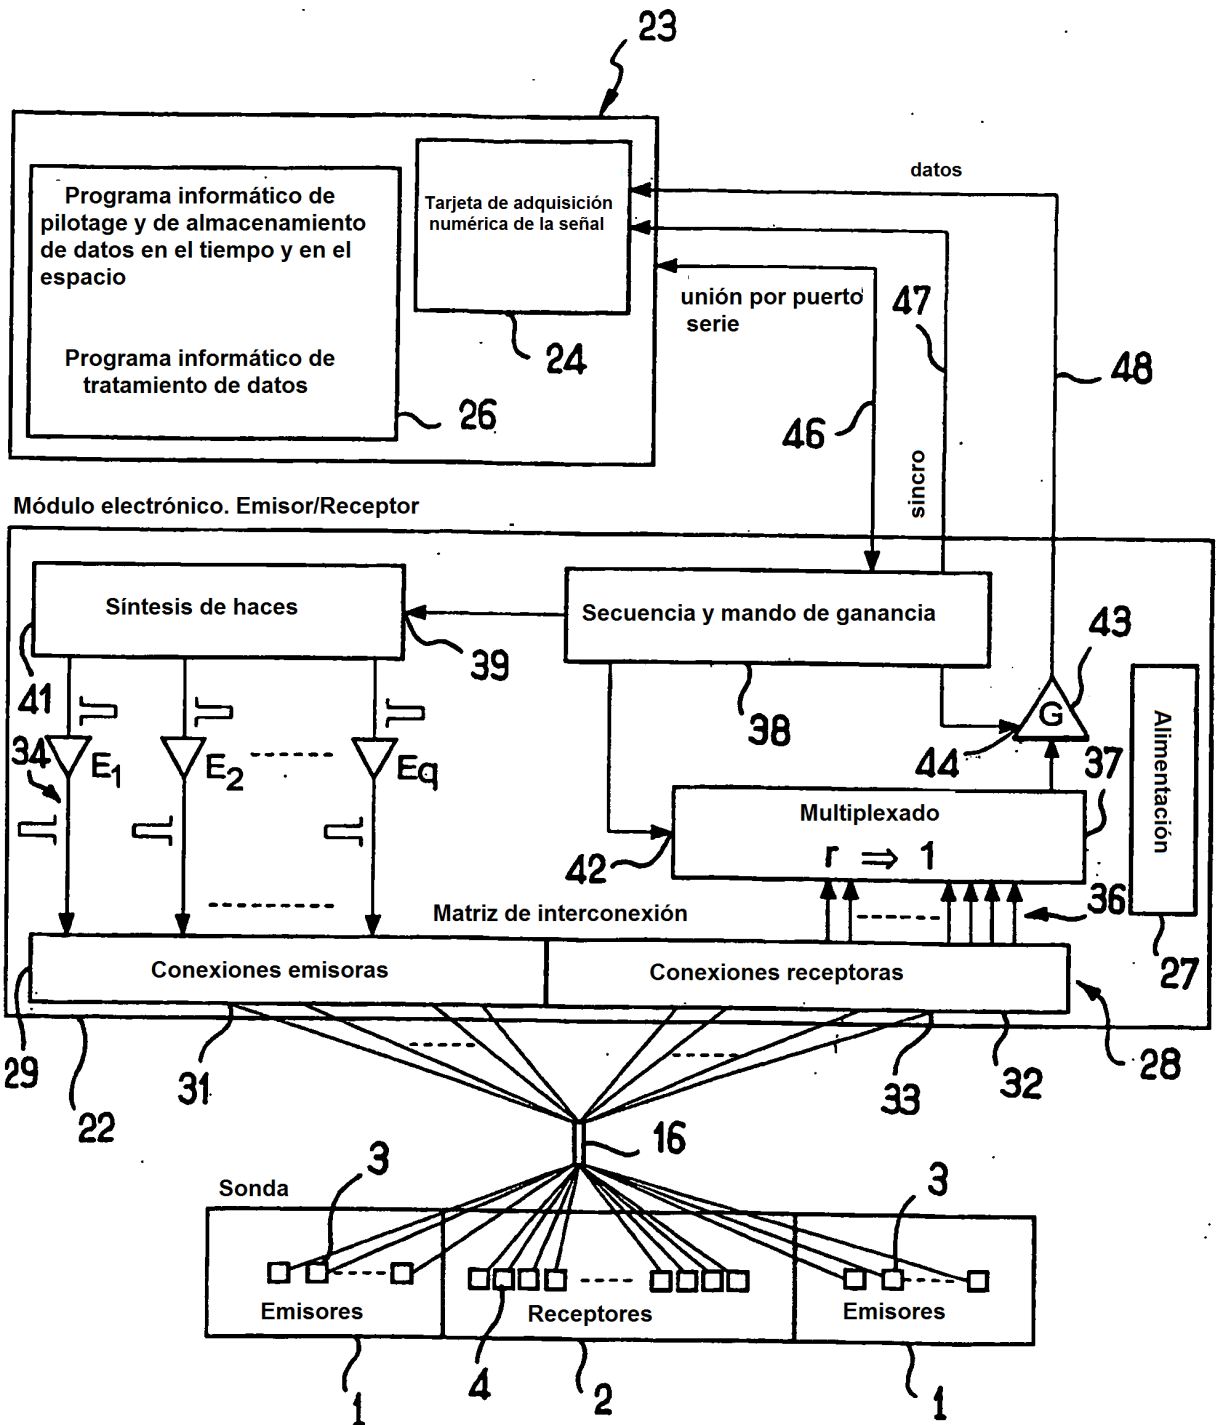 23
datos
Programa informático de
pilotage y de almacenamiento
de datos en el tiempo y en el
espacio
Tarjeta de adquisición
numérica de la señal
unión por puerto
serie
47
24
48
Programa informático de
tratamiento de datos
26
46
sincro
Módulo electrónico. Emisor/Receptor
Síntesis de haces
Secuencia y mando de ganancia
43
39
41
38
G
44
Alimentación
34
E1
E2
Eq
37
Multiplexado
r ⇒ 1
42
36
Matriz de interconexión
27
Conexiones emisoras
Conexiones receptoras
29
31
33
32
28
22
16
3
3
Sonda
Emisores
Receptores
Emisores
4
1
2
1